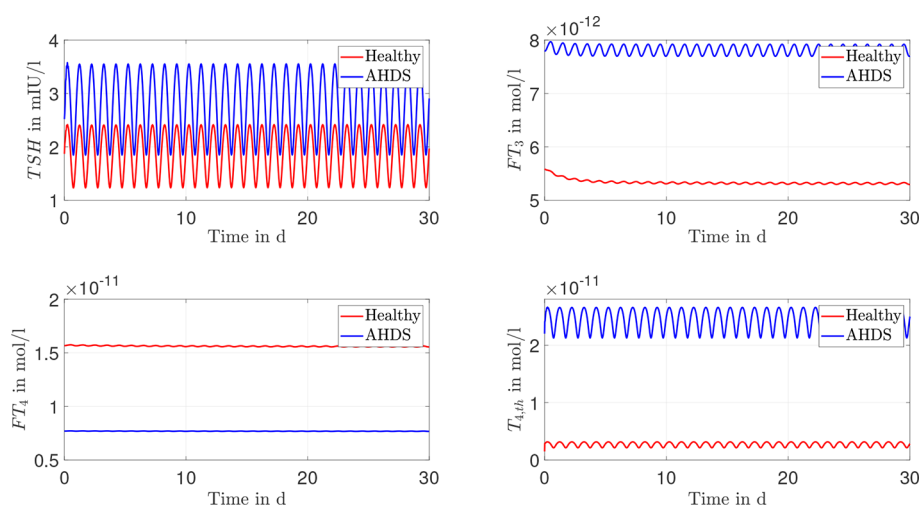 4
3
2
1
TSH in mIU/l
Healthy
AHDS
0 10 20 30
Time in d
×10-12
8
7
6
5
FT3 in mol/l
Healthy
AHDS
0 10 20 30
Time in d
×10-11
2
1.5
1
0.5
FT4 in mol/l
Healthy
AHDS
0 10 20 30
Time in d
×10-11
2
1
0
T4,th in mol/l
Healthy
AHDS
0 10 20 30
Time in d